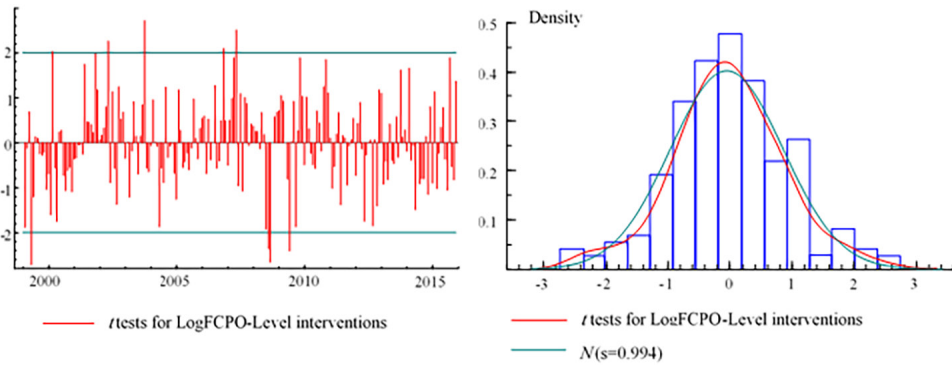 2
1
0
-1
-2
2000 2005 2010 2015
t tests for LogFCPO-Level interventions
Density
0.5
0.4
0.3
0.2
0.1
-3 -2 -1 0 1 2 3
t tests for LogFCPO-Level interventions
N(s=0.994)